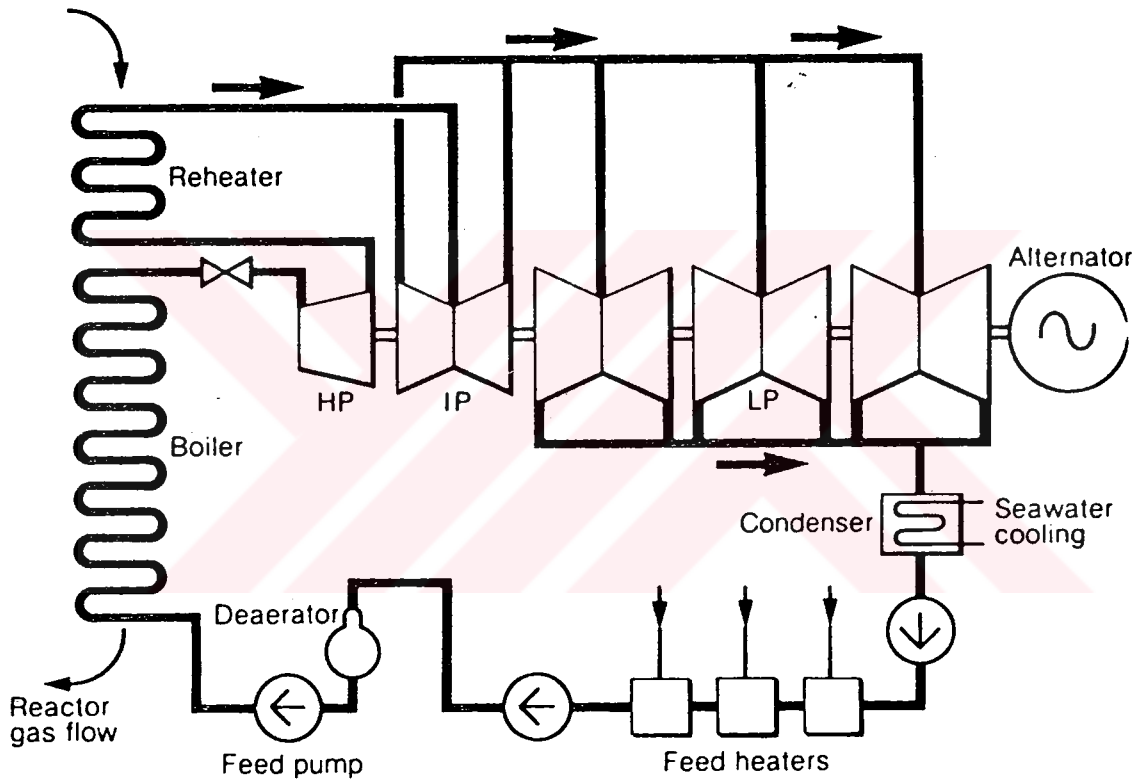 Reheater
Alternator
HP
IP
LP
Boiler
Condenser
Seawater
cooling
Deaerator
Reactor
gas flow
Feed pump
Feed heaters